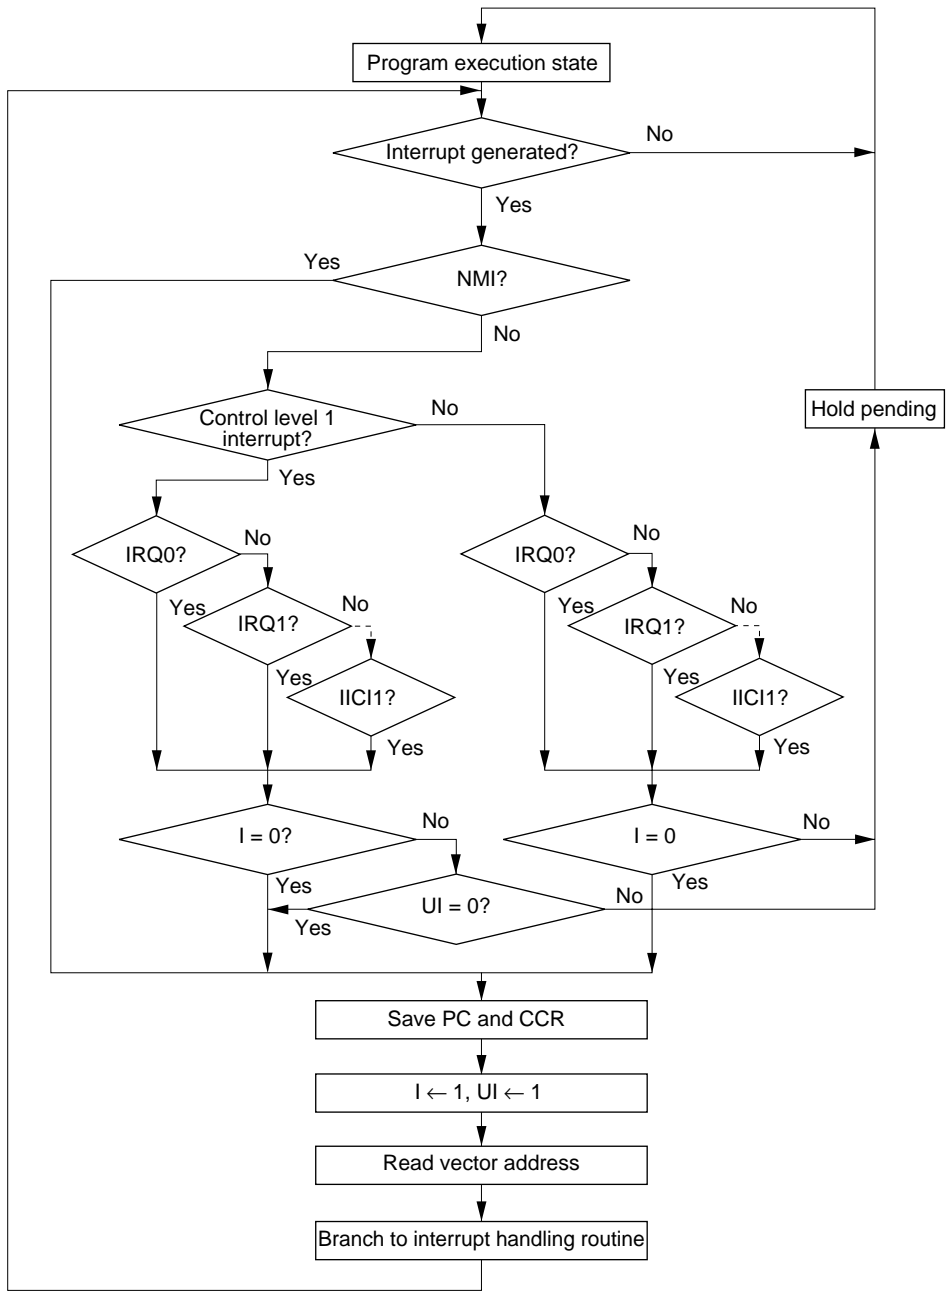 Program execution state
Interrupt generated?
No
Yes
Yes
NMI?
No
Control level 1
interrupt?
No
Hold pending
Yes
IRQ0?
No
IRQ0?
No
Yes
IRQ1?
No
Yes
IRQ1?
No
Yes
IICI1?
Yes
IICI1?
Yes
Yes
I = 0?
No
I = 0
No
Yes
Yes
UI = 0?
No
Yes
Save PC and CCR
I ← 1, UI ← 1
Read vector address
Branch to interrupt handling routine